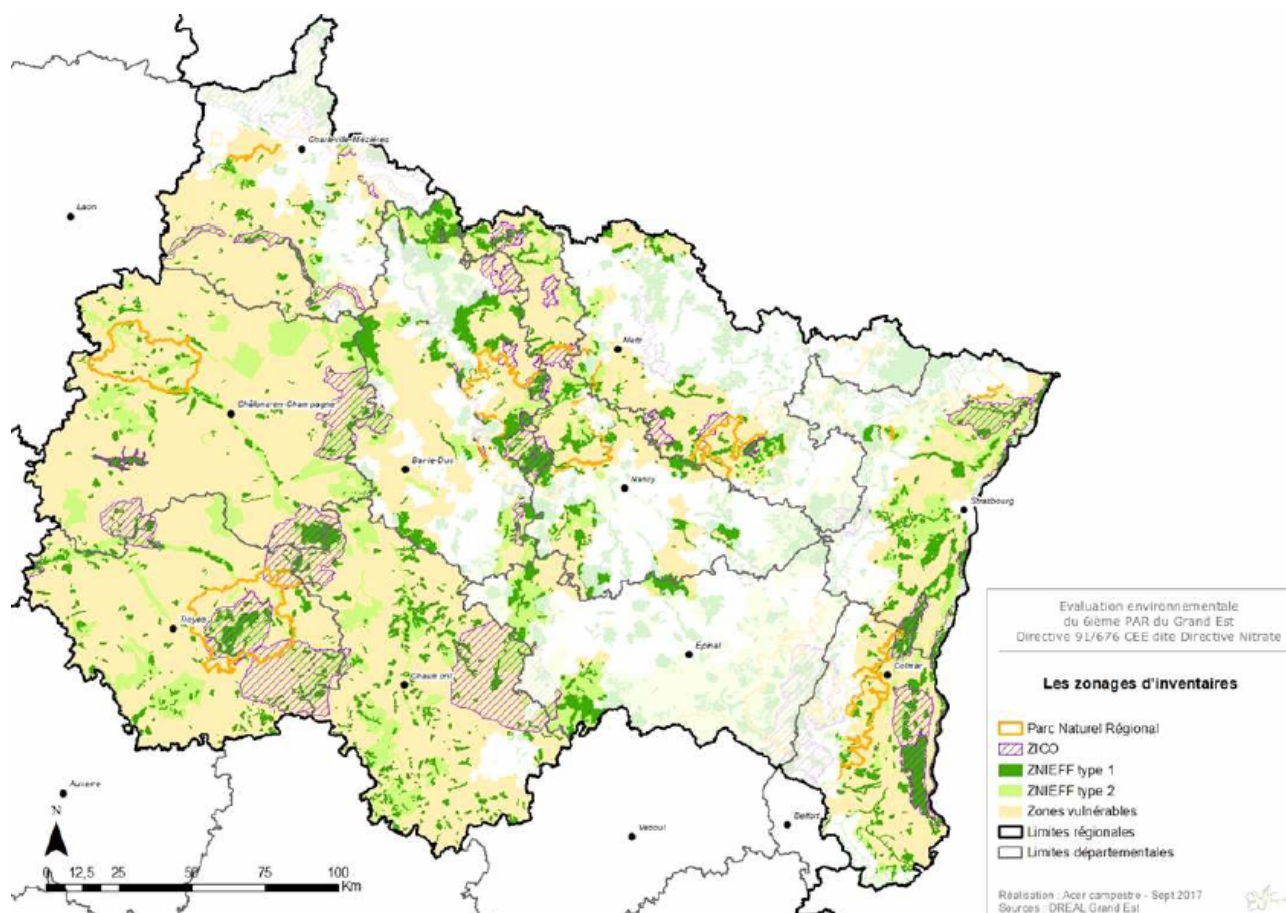 Charleville-Mézières
Laon
Metz
Châlons-en-Champagne
Bar-le-Duc
Nancy
Strasbourg
Troyes
Epinal
Chaumont
Colmar
Auxerre
Belfort
Vesoul
N
0 12,5 25 50 75 100
Km
Evaluation environnementale
du 6ième PAR du Grand Est
Directive 91/676 CEE dite Directive Nitrate
Les zonages d'inventaires
Parc Naturel Régional
ZICO
ZNIEFF type 1
ZNIEFF type 2
Zones vulnérables
Limites régionales
Limites départementales
Réalisation : Acer campestre - Sept 2017
Sources : DREAL Grand Est